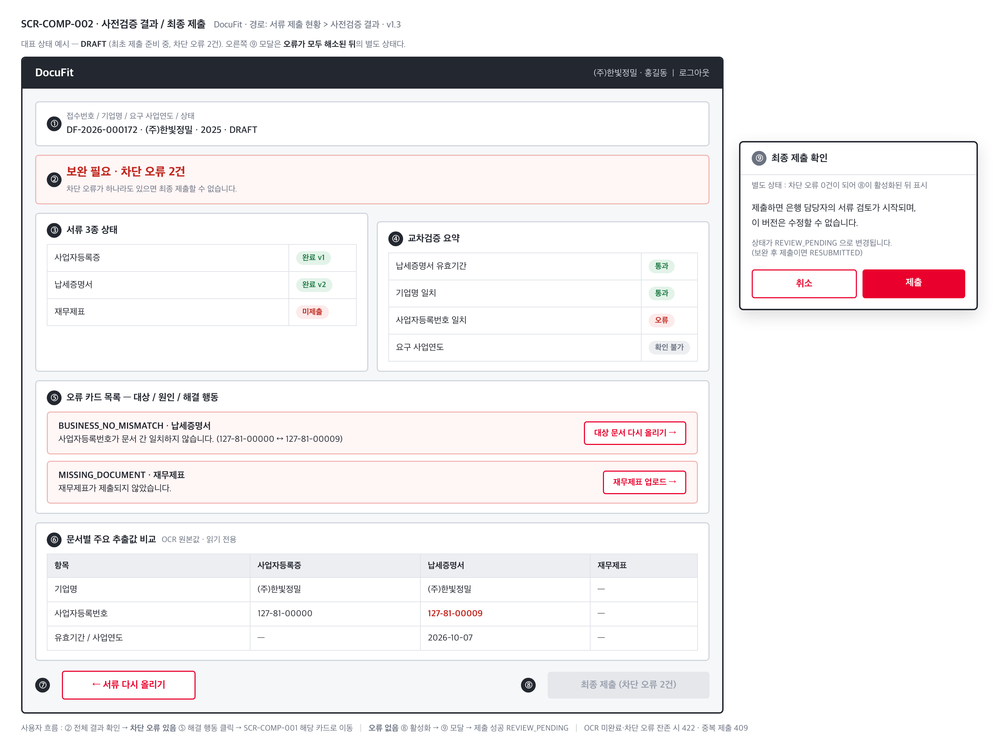 SCR-COMP-002 · 사전검증 결과 / 최종 제출 DocuFit · 경로: 서류 제출 현황 > 사전검증 결과 · v1.3
대표 상태 예시 — DRAFT (최초 제출 준비 중, 차단 오류 2건). 오른쪽 ⑨ 모달은 오류가 모두 해소된 뒤의 별도 상태다.
DocuFit (주)한빛정밀 · 홍길동 | 로그아웃
① 접수번호 / 기업명 / 요구 사업연도 / 상태
DF-2026-000172 · (주)한빛정밀 · 2025 · DRAFT
② 보완 필요 · 차단 오류 2건
차단 오류가 하나라도 있으면 최종 제출할 수 없습니다.
③ 서류 3종 상태
사업자등록증 완료 v1
납세증명서 완료 v2
재무제표 미제출
④ 교차검증 요약
납세증명서 유효기간 통과
기업명 일치 통과
사업자등록번호 일치 오류
요구 사업연도 확인 불가
⑤ 오류 카드 목록 — 대상 / 원인 / 해결 행동
BUSINESS_NO_MISMATCH · 납세증명서
사업자등록번호가 문서 간 일치하지 않습니다. (127-81-00000 ↔ 127-81-00009)
대상 문서 다시 올리기 →
MISSING_DOCUMENT · 재무제표
재무제표가 제출되지 않았습니다.
재무제표 업로드 →
⑥ 문서별 주요 추출값 비교 OCR 원본값 · 읽기 전용
항목 사업자등록증 납세증명서 재무제표
기업명 (주)한빛정밀 (주)한빛정밀 —
사업자등록번호 127-81-00000 127-81-00009 —
유효기간 / 사업연도 — 2026-10-07 —
⑦ ← 서류 다시 올리기
⑧ 최종 제출 (차단 오류 2건)
⑨ 최종 제출 확인
별도 상태 : 차단 오류 0건이 되어 ⑧이 활성화된 뒤 표시
제출하면 은행 담당자의 서류 검토가 시작되며,
이 버전은 수정할 수 없습니다.
상태가 REVIEW_PENDING 으로 변경됩니다.
(보완 후 제출이면 RESUBMITTED)
취소 제출
사용자 흐름 : ② 전체 결과 확인 → 차단 오류 있음 ⑤ 해결 행동 클릭 → SCR-COMP-001 해당 카드로 이동 | 오류 없음 ⑧ 활성화 → ⑨ 모달 → 제출 성공 REVIEW_PENDING | OCR 미완료·차단 오류 잔존 시 422 · 중복 제출 409